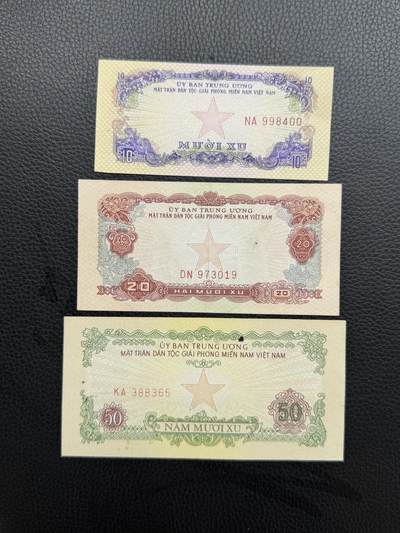 10 10
ỦY BAN TRUNG ƯƠNG
MẶT TRẬN DÂN TỘC GIẢI PHÓNG MIỀN NAM VIỆT NAM
NA 998400
10 MƯỜI XU 10
ỦY BAN TRUNG ƯƠNG
MẶT TRẬN DÂN TỘC GIẢI PHÓNG MIỀN NAM VIỆT NAM
20
DN 973019
20 HAI MƯƠI XU 20
ỦY BAN TRUNG ƯƠNG
MẶT TRẬN DÂN TỘC GIẢI PHÓNG MIỀN NAM VIỆT NAM
KA 388365
50 50
NĂM MƯƠI XU